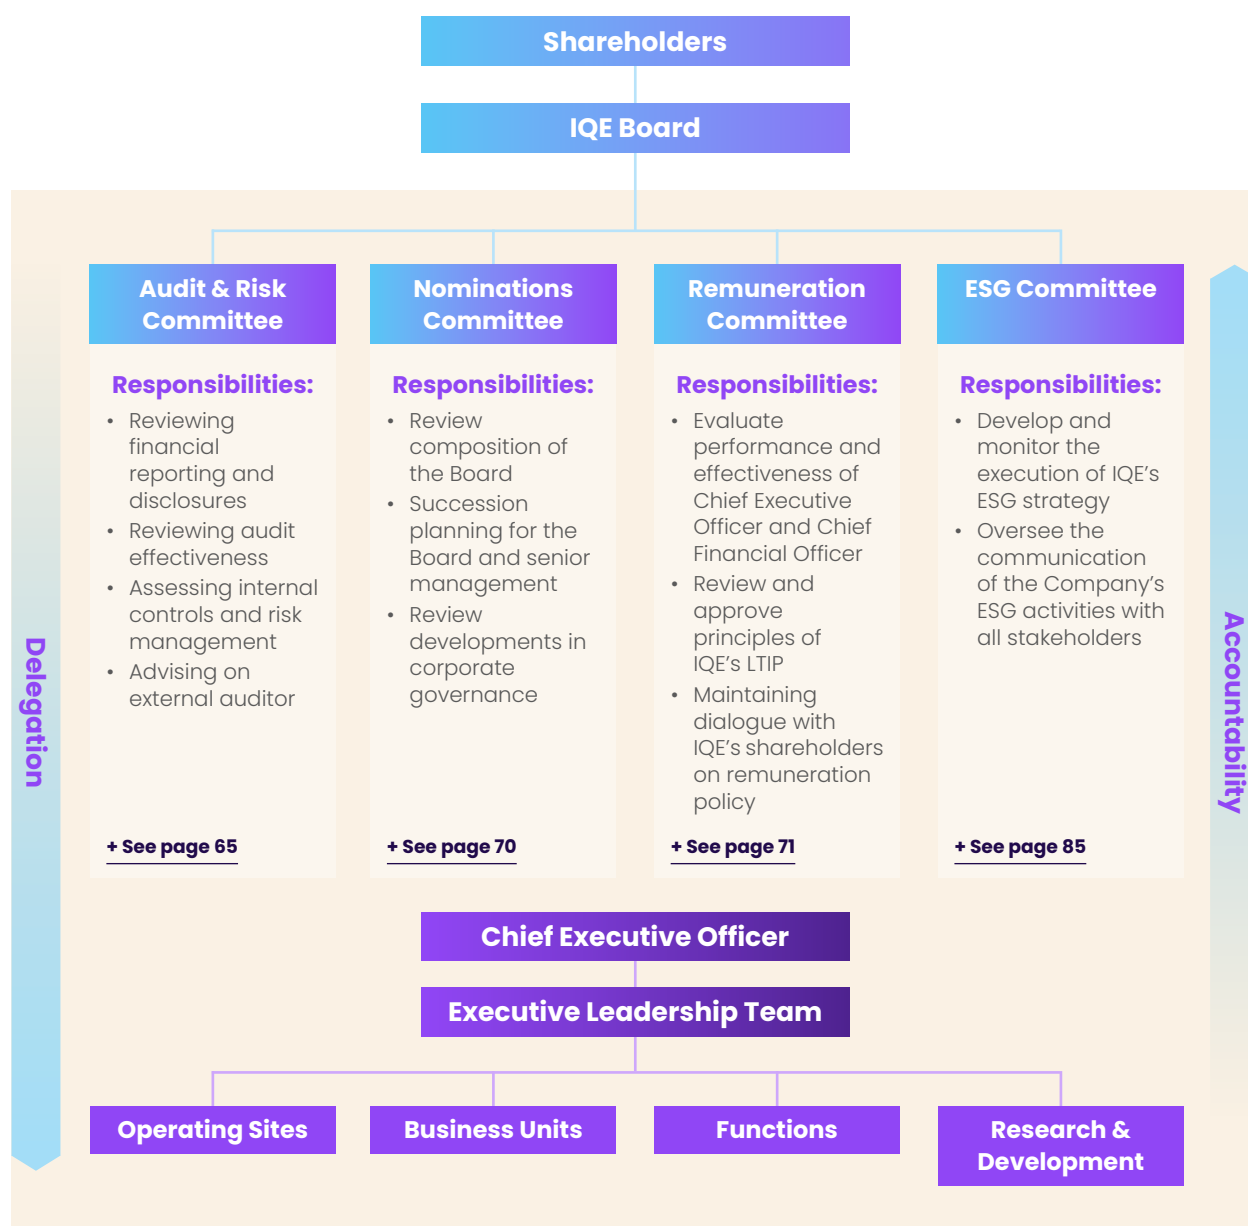 Shareholders
IQE Board
Audit & Risk
Committee
Responsibilities:
• Reviewing
financial
reporting and
disclosures
• Reviewing audit
effectiveness
• Assessing internal
controls and risk
management
• Advising on
external auditor
+ See page 65
Nominations
Committee
Responsibilities:
• Review
composition of
the Board
• Succession
planning for the
Board and senior
management
• Review
developments in
corporate
governance
+ See page 70
Remuneration
Committee
Responsibilities:
• Evaluate
performance and
effectiveness of
Chief Executive
Officer and Chief
Financial Officer
• Review and
approve
principles of
IQE’s LTIP
• Maintaining
dialogue with
IQE’s shareholders
on remuneration
policy
+ See page 71
ESG Committee
Responsibilities:
• Develop and
monitor the
execution of IQE’s
ESG strategy
• Oversee the
communication
of the Company’s
ESG activities with
all stakeholders
+ See page 85
Delegation
Accountability
Chief Executive Officer
Executive Leadership Team
Operating Sites
Business Units
Functions
Research &
Development